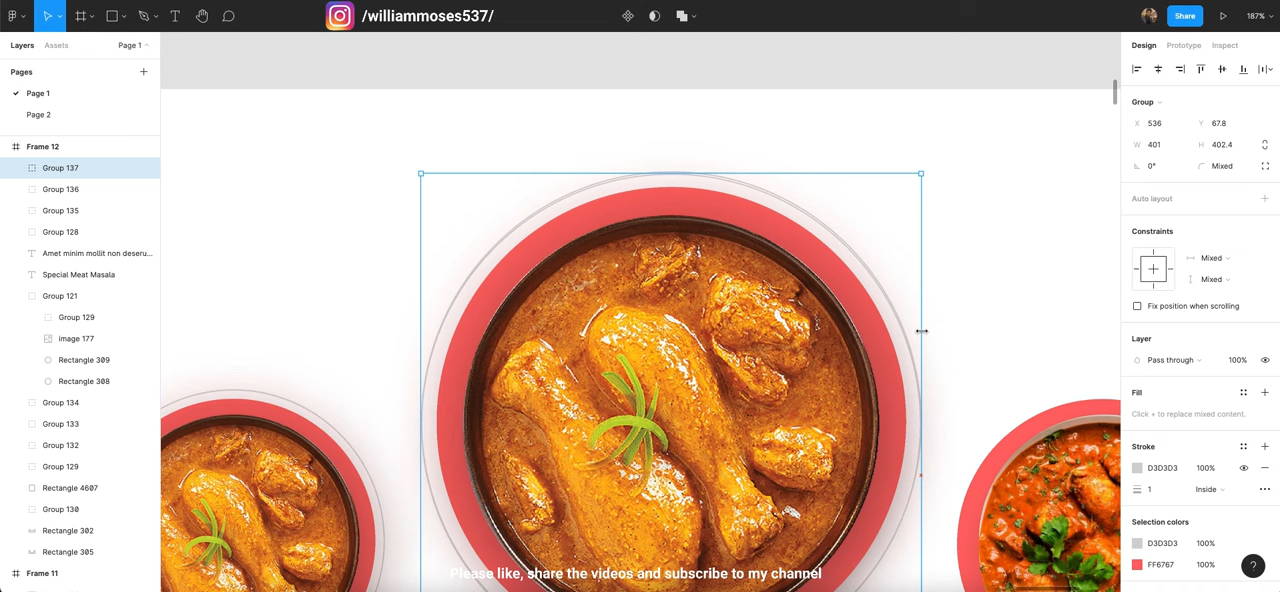 /williammoses537/
Share
187%
Layers
Assets
Page 1
Pages
Page 1
Page 2
Frame 12
Group 137
Group 136
Group 135
Group 128
Amet minim mollit non deseru...
Special Meat Masala
Group 121
Group 129
image 177
Rectangle 309
Rectangle 308
Group 134
Group 133
Group 132
Group 129
Rectangle 4607
Group 130
Rectangle 302
Rectangle 305
Frame 11
Please like, share the videos and subscribe to my channel
Design
Prototype
Inspect
Group
X 536
Y 67.8
W 401
H 402.4
0°
Mixed
Auto layout
Constraints
Mixed
Mixed
Fix position when scrolling
Layer
Pass through
100%
Fill
Click + to replace mixed content.
Stroke
D3D3D3 100%
1
Inside
Selection colors
D3D3D3 100%
FF6767 100%
?